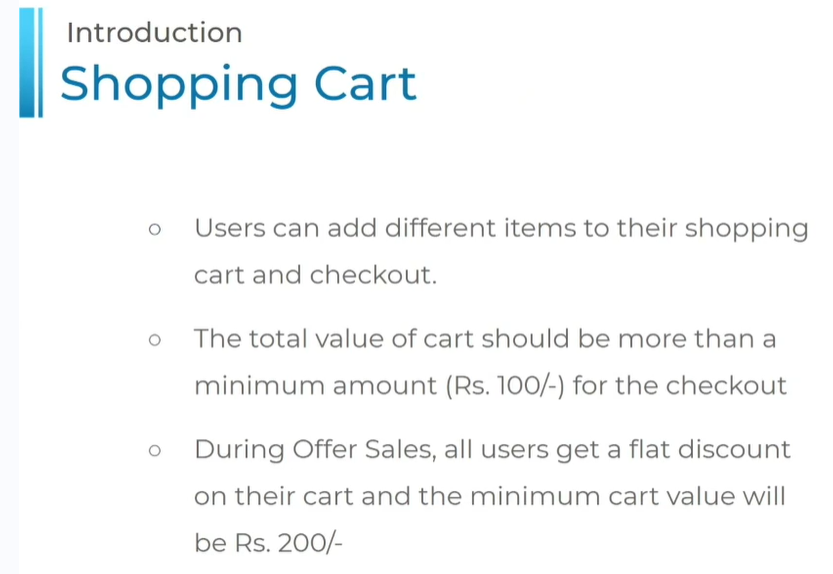 Introduction
Shopping Cart
Users can add different items to their shopping
cart and checkout.
The total value of cart should be more than a
minimum amount (Rs. 100/-) for the checkout
During Offer Sales, all users get a flat discount
on their cart and the minimum cart value will
be Rs. 200/-